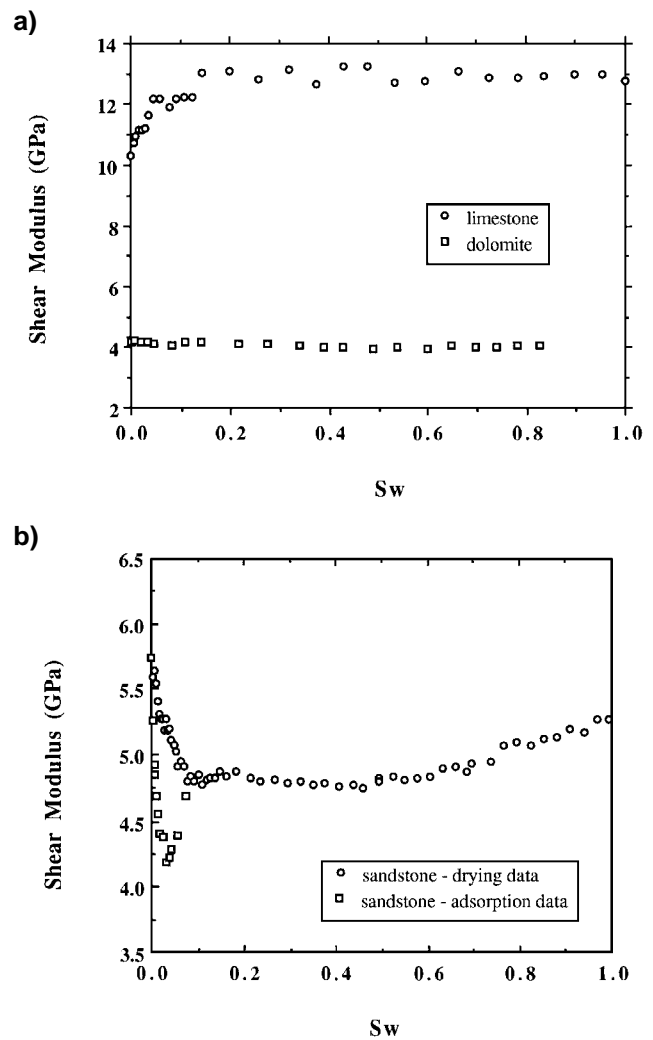 a)
14
12
10
8
6
4
2
Shear Modulus (GPa)
limestone
dolomite
0.0 0.2 0.4 0.6 0.8 1.0
Sw
b)
6.5
6.0
5.5
5.0
4.5
4.0
3.5
Shear Modulus (GPa)
sandstone - drying data
sandstone - adsorption data
0.0 0.2 0.4 0.6 0.8 1.0
Sw